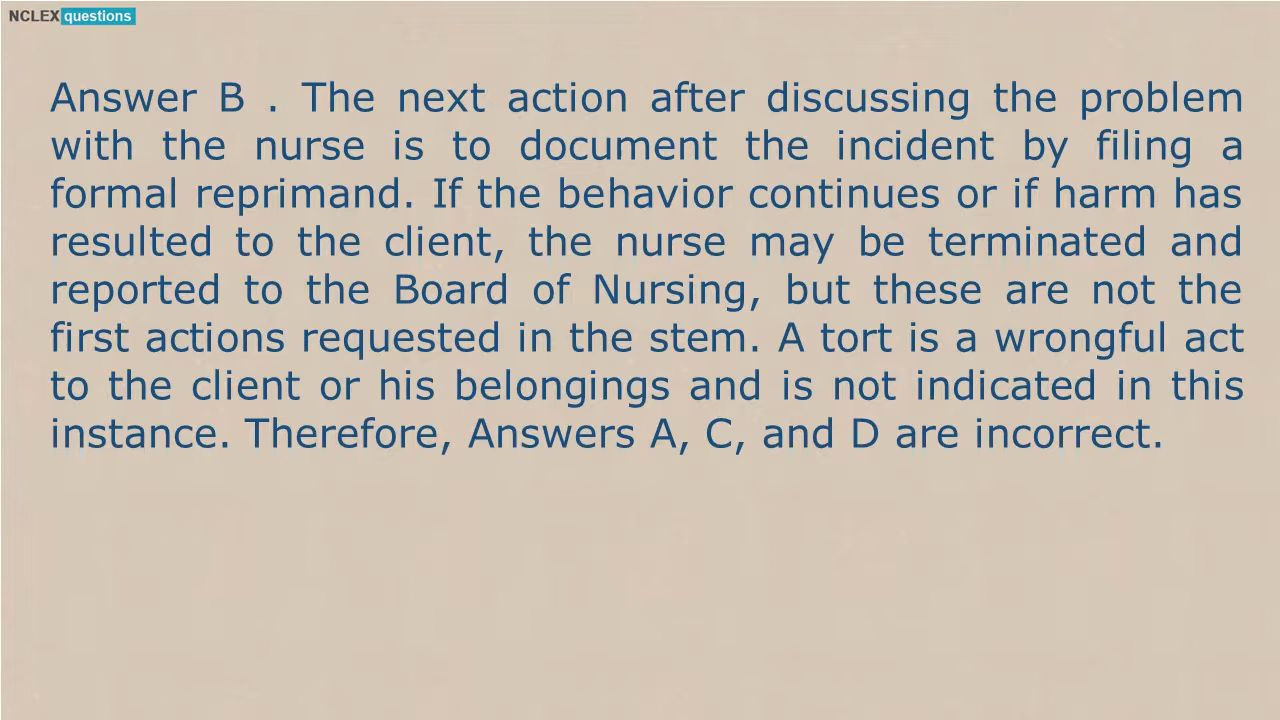 NCLEX questions
Answer B . The next action after discussing the problem
with the nurse is to document the incident by filing a
formal reprimand. If the behavior continues or if harm has
resulted to the client, the nurse may be terminated and
reported to the Board of Nursing, but these are not the
first actions requested in the stem. A tort is a wrongful act
to the client or his belongings and is not indicated in this
instance. Therefore, Answers A, C, and D are incorrect.